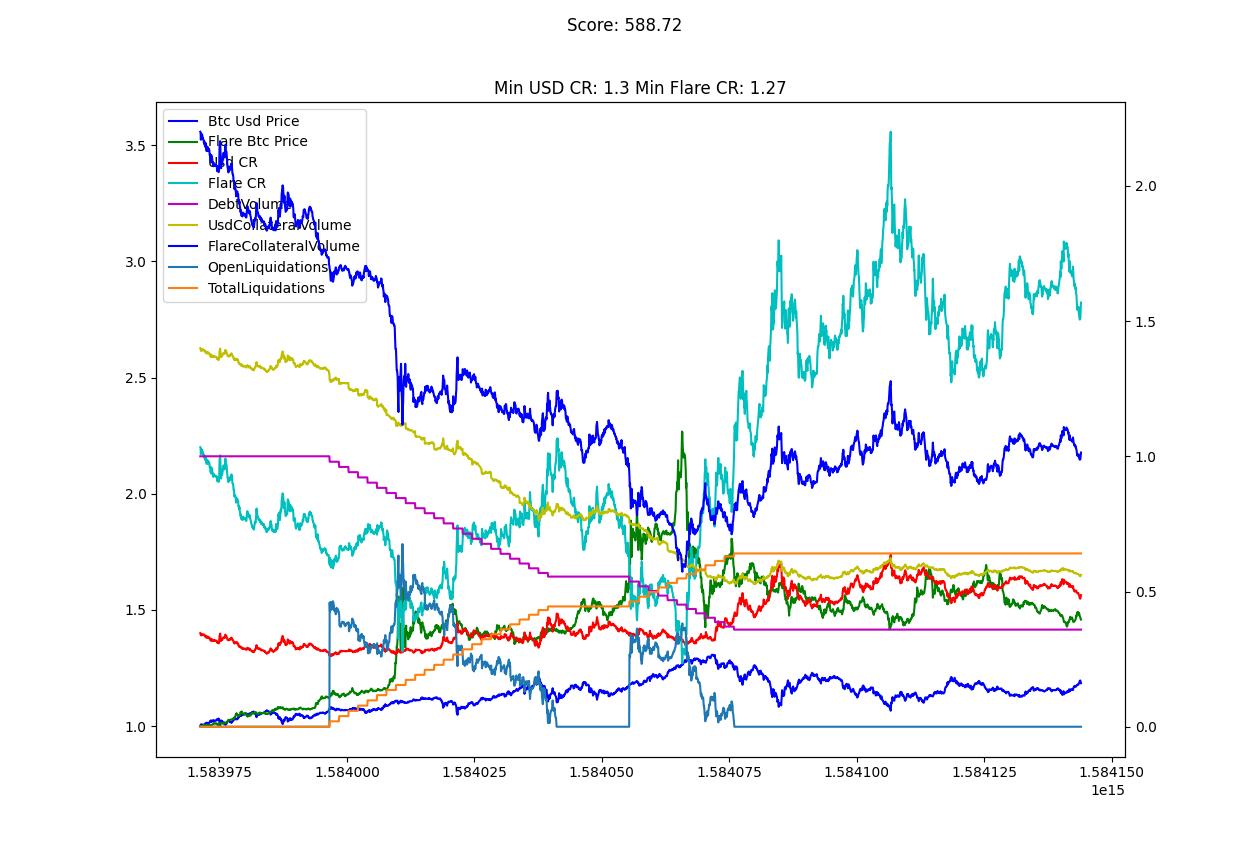 Score: 588.72
Min USD CR: 1.3 Min Flare CR: 1.27
Btc Usd Price
Flare Btc Price
Usd CR
Flare CR
DebtVolume
UsdCollateralVolume
FlareCollateralVolume
OpenLiquidations
TotalLiquidations
3.5
3.0
2.5
2.0
1.5
1.0
2.0
1.5
1.0
0.5
0.0
1.583975 1.584000 1.584025 1.584050 1.584075 1.584100 1.584125 1.584150
1e15